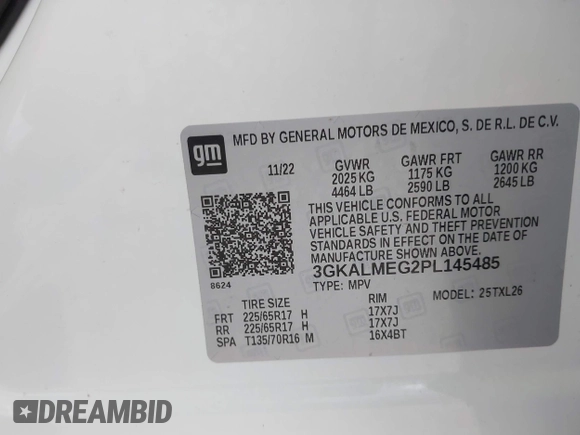 gm
MFD BY GENERAL MOTORS DE MEXICO, S. DE R.L. DE C.V.
11/22 GVWR GAWR FRT GAWR RR
2025 KG 1175 KG 1200 KG
4464 LB 2590 LB 2645 LB
THIS VEHICLE CONFORMS TO ALL
APPLICABLE U.S. FEDERAL MOTOR
VEHICLE SAFETY AND THEFT PREVENTION
STANDARDS IN EFFECT ON THE DATE OF
MANUFACTURE SHOWN ABOVE.
3GKALMEG2PL145485
8624 TYPE: MPV MODEL: 25TXL26
TIRE SIZE RIM
FRT 225/65R17 H 17X7J
RR 225/65R17 H 17X7J
SPA T135/70R16 M 16X4BT
DREAMBID